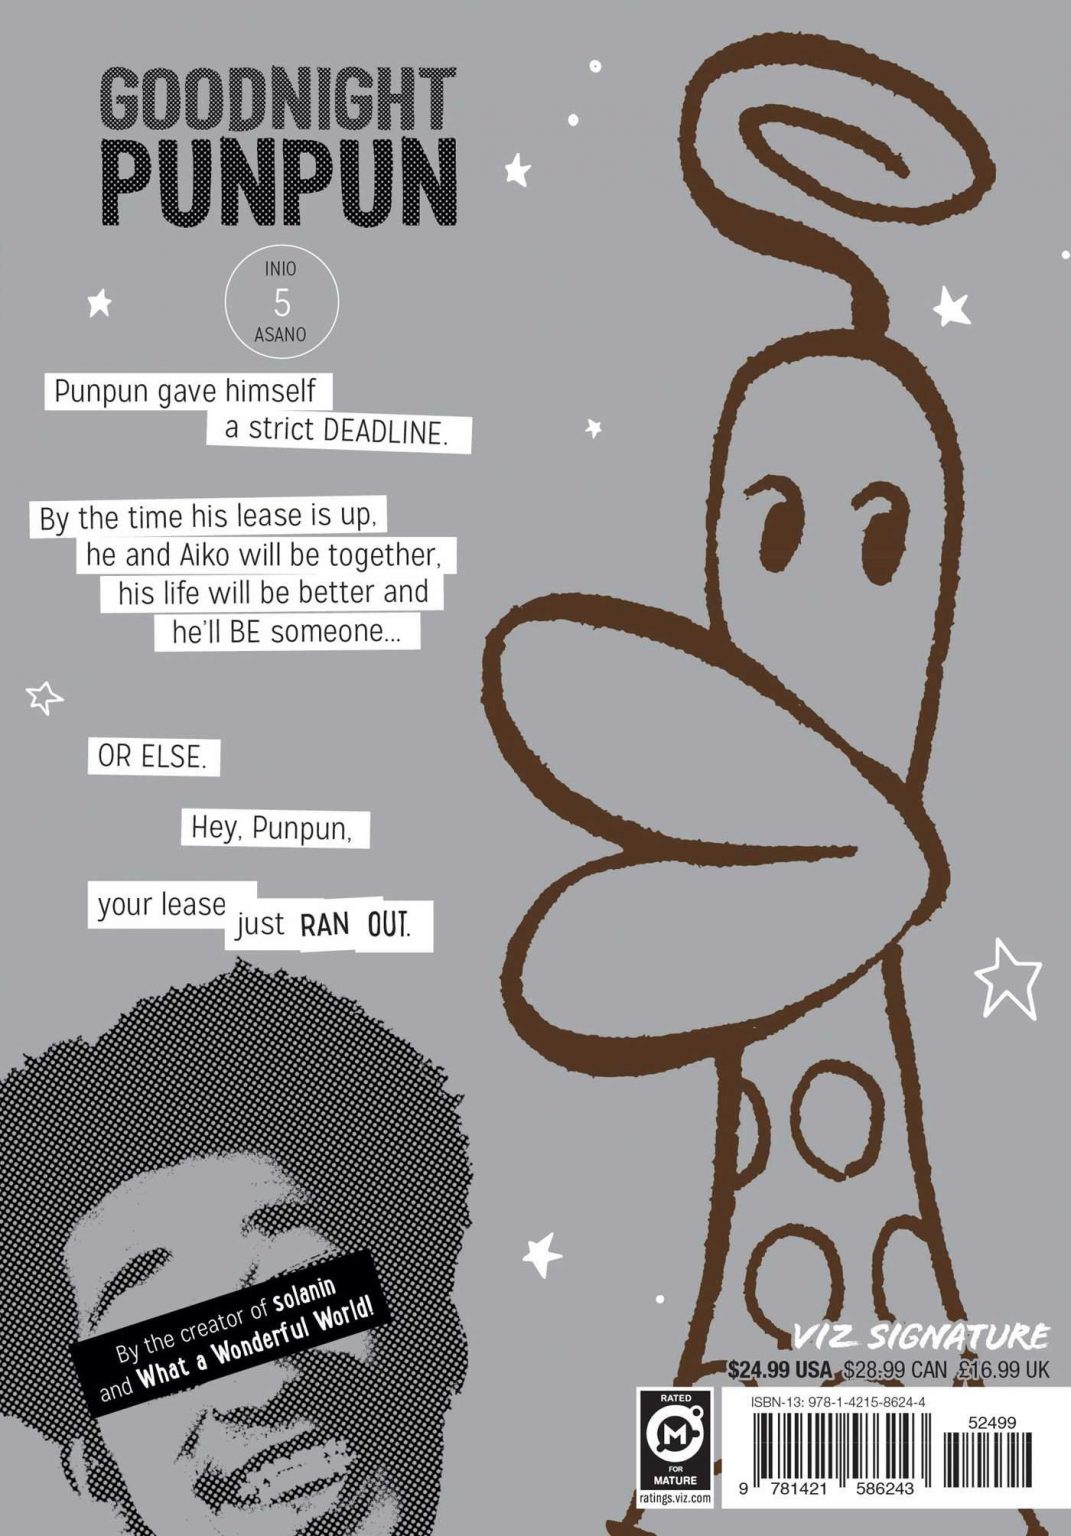 GOODNIGHT
PUNPUN
INIO
5
ASANO
Punpun gave himself
a strict DEADLINE.
By the time his lease is up,
he and Aiko will be together,
his life will be better and
he'll BE someone...
OR ELSE.
Hey, Punpun,
your lease
just RAN OUT.
By the creator of solanin
and What a Wonderful World!
VIZ SIGNATURE
$24.99 USA $28.99 CAN £16.99 UK
RATED
M
FOR
MATURE
ratings.viz.com
ISBN-13: 978-1-4215-8624-4
52499
9 781421 586243